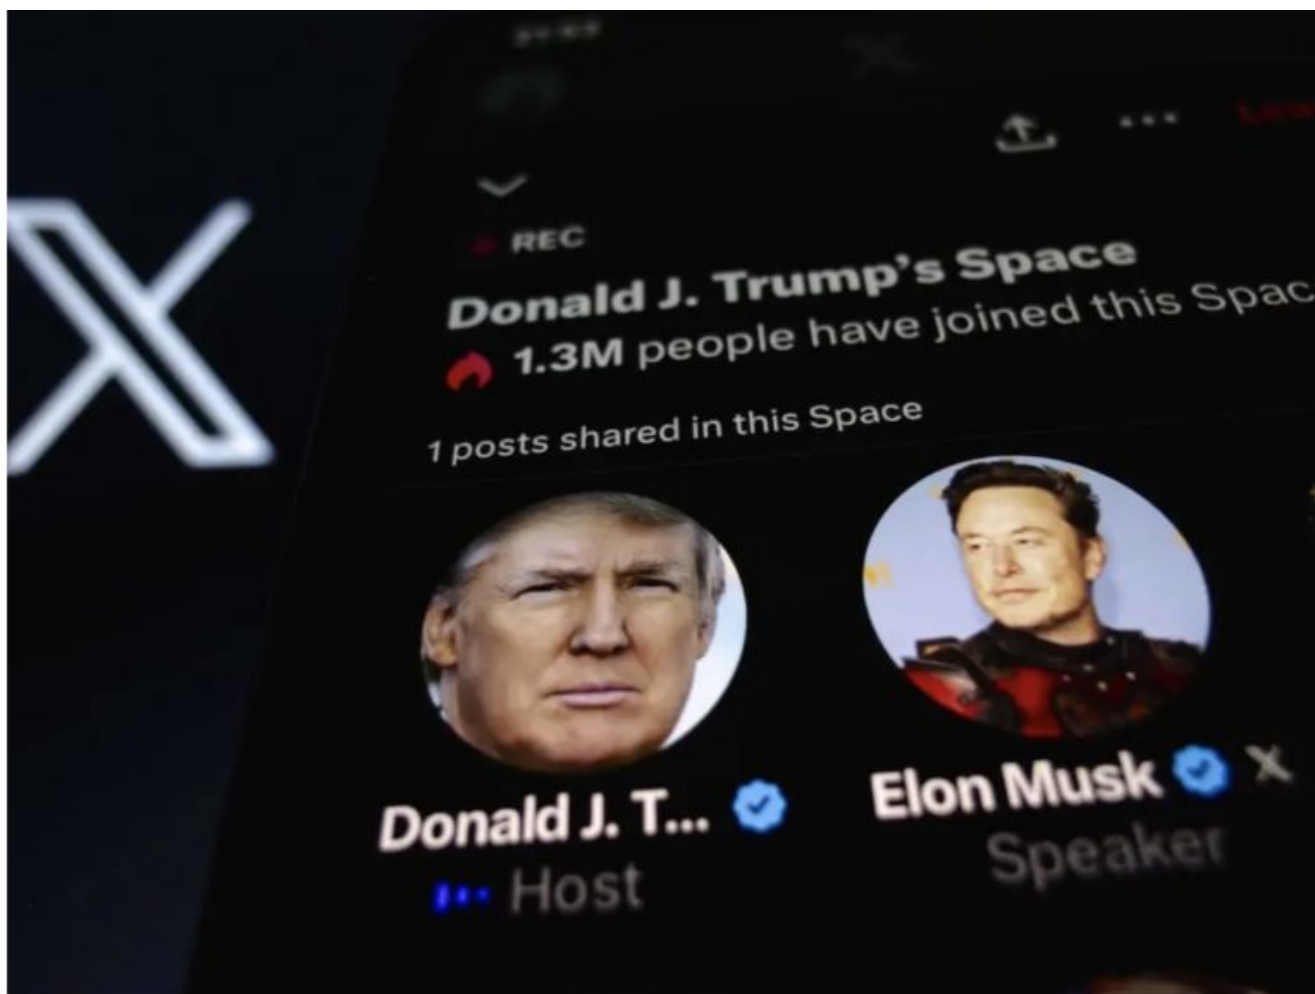 REC
Donald J. Trump's Space
1.3M people have joined this Spac
1 posts shared in this Space
Donald J. T...
Elon Musk
Host
Speaker